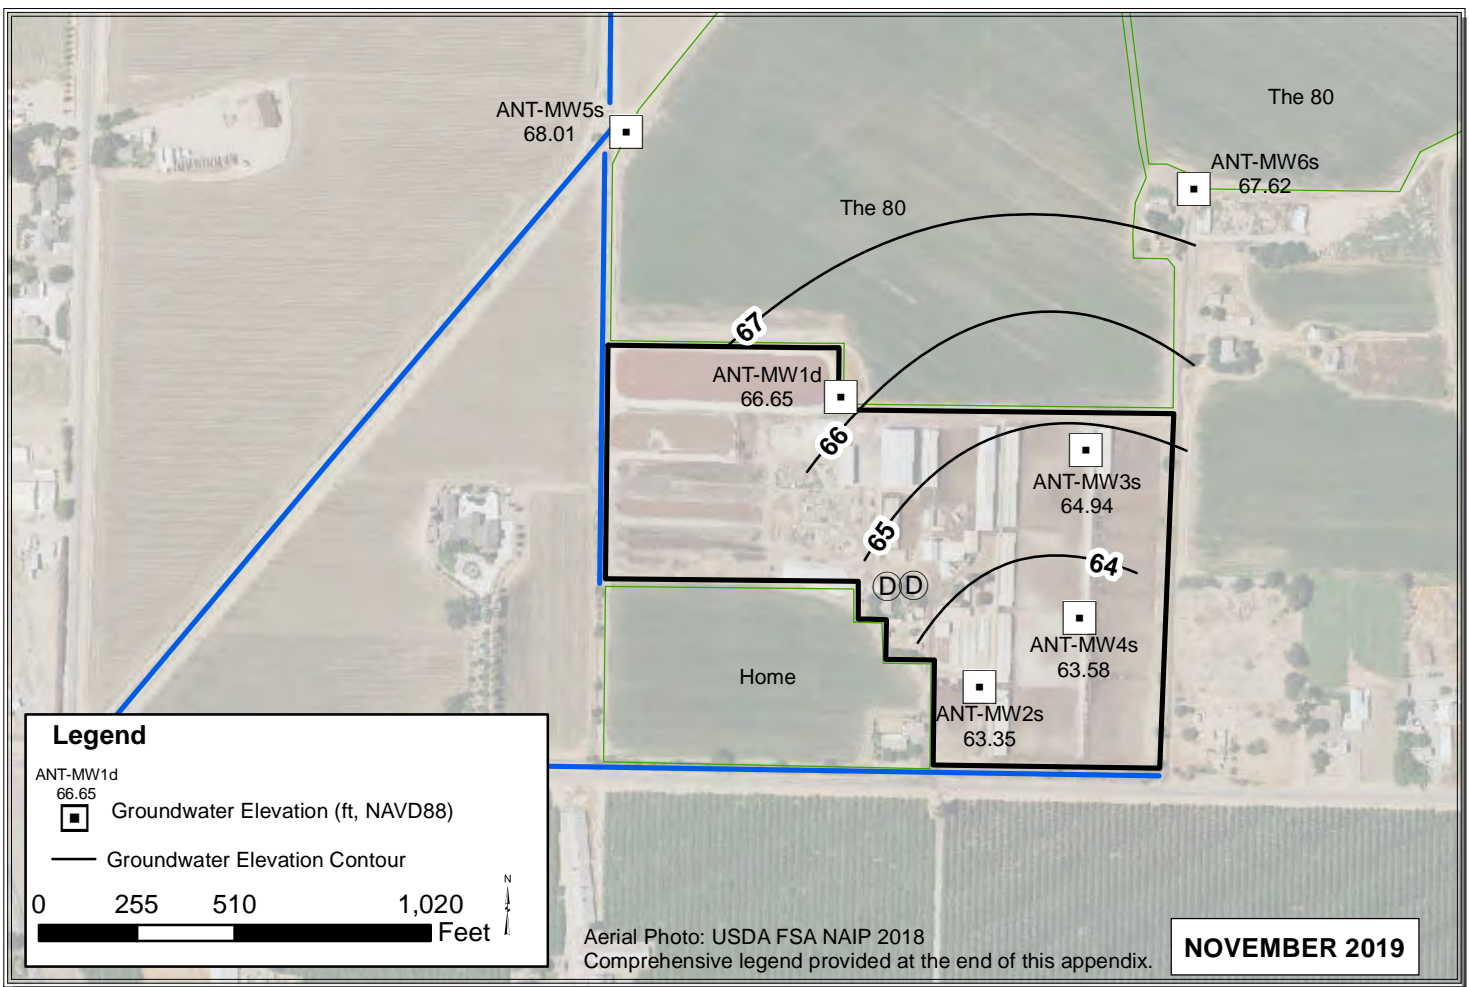 The 80
ANT-MW5s
68.01
ANT-MW6s
67.62
The 80
67
ANT-MW1d
66.65
66
ANT-MW3s
64.94
65
64
D D
ANT-MW4s
63.58
Home
ANT-MW2s
63.35
Legend
ANT-MW1d
66.65
Groundwater Elevation (ft, NAVD88)
Groundwater Elevation Contour
N
0 255 510 1,020
Feet
Aerial Photo: USDA FSA NAIP 2018
Comprehensive legend provided at the end of this appendix.
NOVEMBER 2019